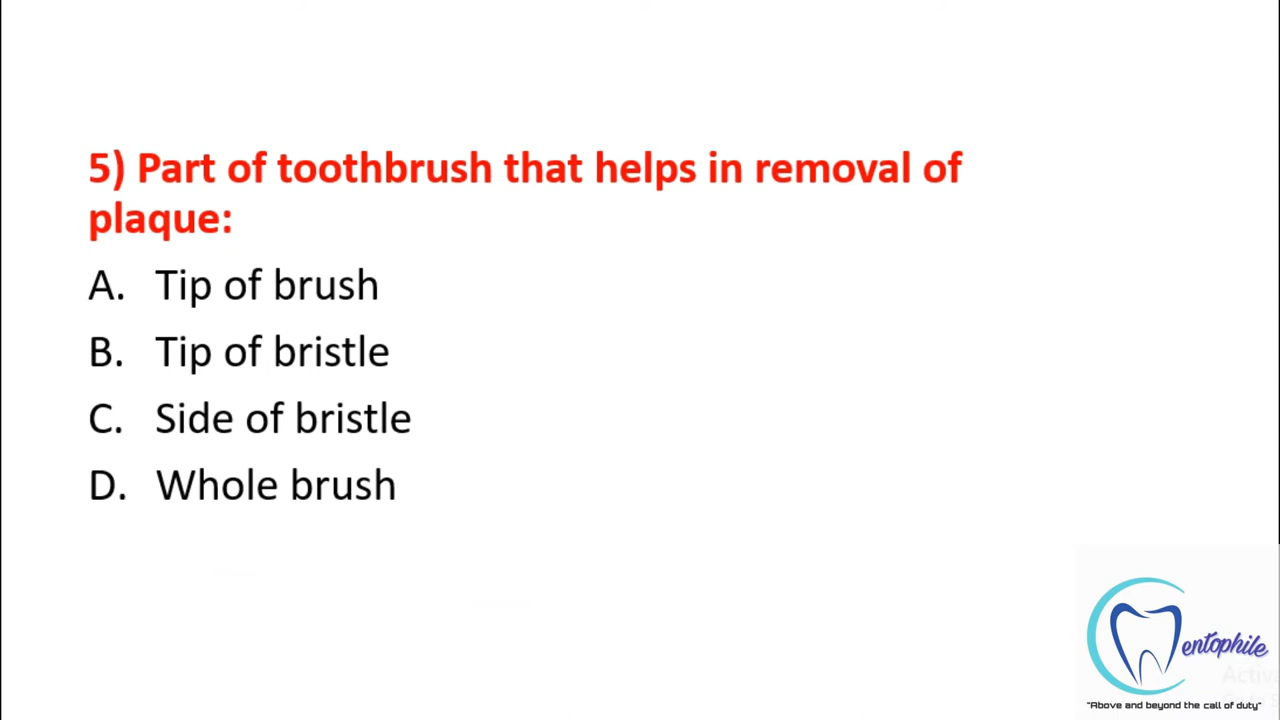 5) Part of toothbrush that helps in removal of
plaque:
A. Tip of brush
B. Tip of bristle
C. Side of bristle
D. Whole brush
entophile
"Above and beyond the call of duty"